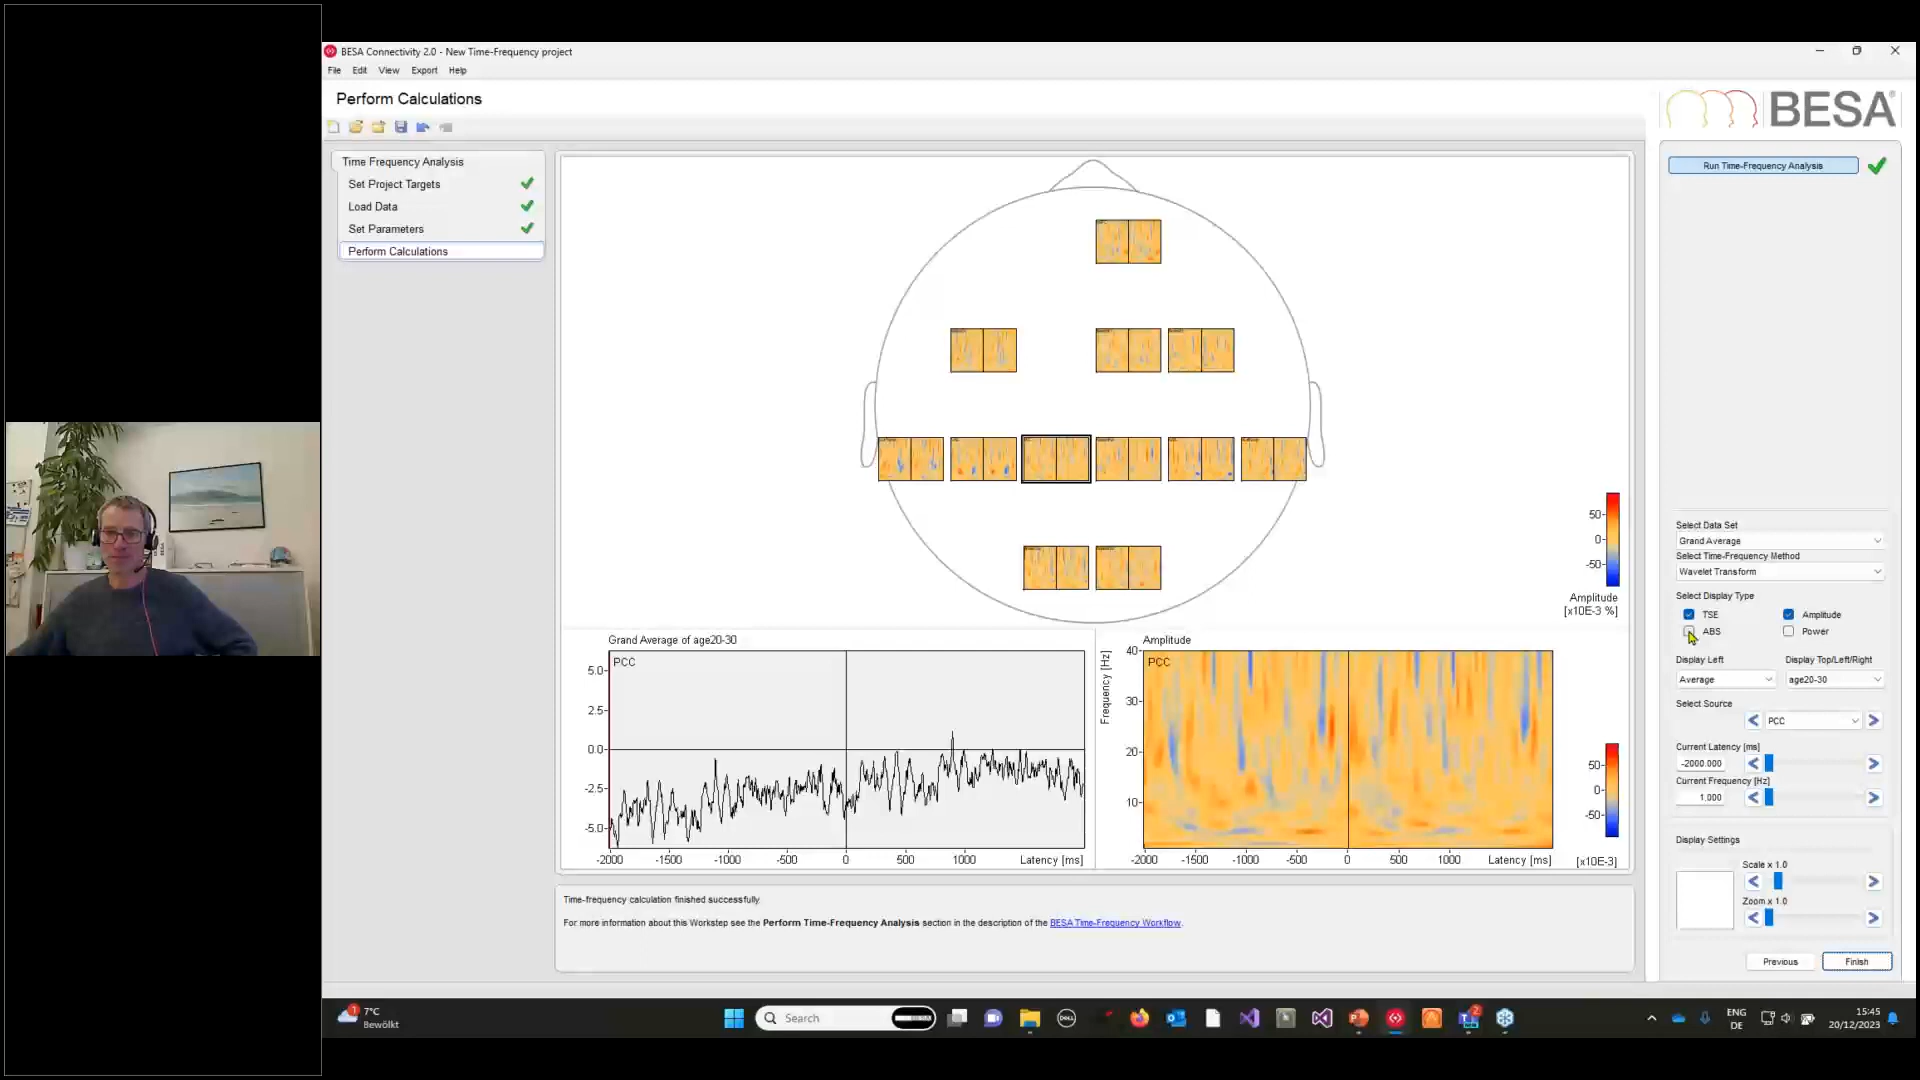 BESA Connectivity 2.0 - New Time-Frequency project
File Edit View Export Help
Perform Calculations
BESA
Time Frequency Analysis
Set Project Targets
Load Data
Set Parameters
Perform Calculations
Run Time-Frequency Analysis
50
0
-50
Amplitude
[x10E-3 %]
Grand Average of age20-30
PCC
5.0
2.5
0.0
-2.5
-5.0
-2000 -1500 -1000 -500 0 500 1000 Latency [ms]
Amplitude
PCC
Frequency [Hz]
40
30
20
10
-2000 -1500 -1000 -500 0 500 1000 Latency [ms]
50
0
-50
[x10E-3]
Select Data Set
Grand Average
Select Time-Frequency Method
Wavelet Transform
Select Display Type
TSE Amplitude
ABS Power
Display Left Display Top/Left/Right
Average age20-30
Select Source
PCC
Current Latency [ms]
-2000.000
Current Frequency [Hz]
1.000
Display Settings
Scale x 1.0
Zoom x 1.0
Previous Finish
Time-frequency calculation finished successfully.
For more information about this Workstep see the Perform Time-Frequency Analysis section in the description of the BESA Time-Frequency Workflow.
1
7°C
Bewölkt
Search
DELL
2
ENG
DE
15:45
20/12/2023